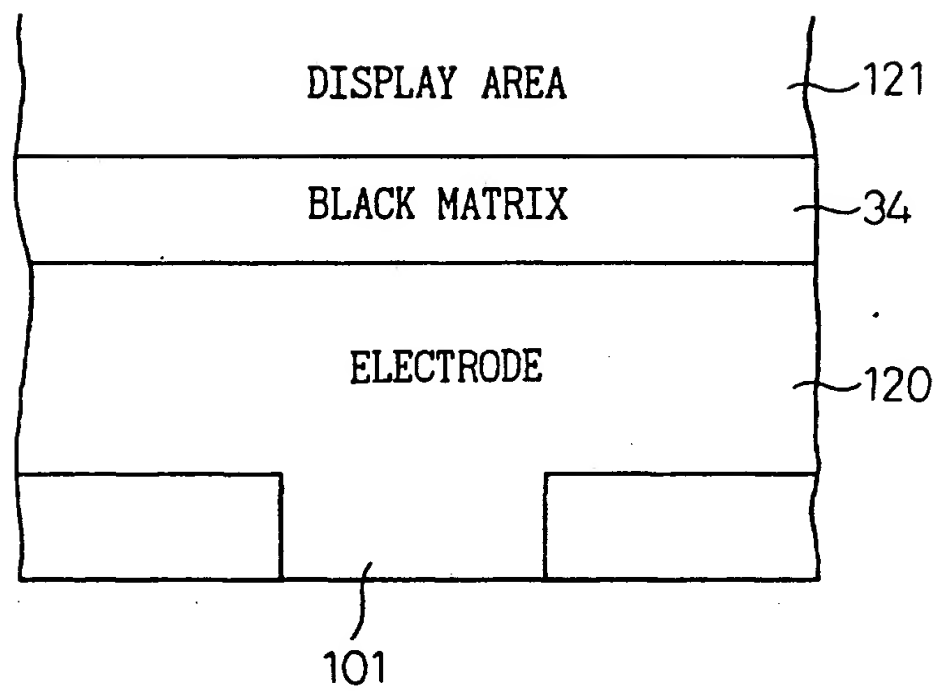 DISPLAY AREA
121
BLACK MATRIX
34
ELECTRODE
120
101